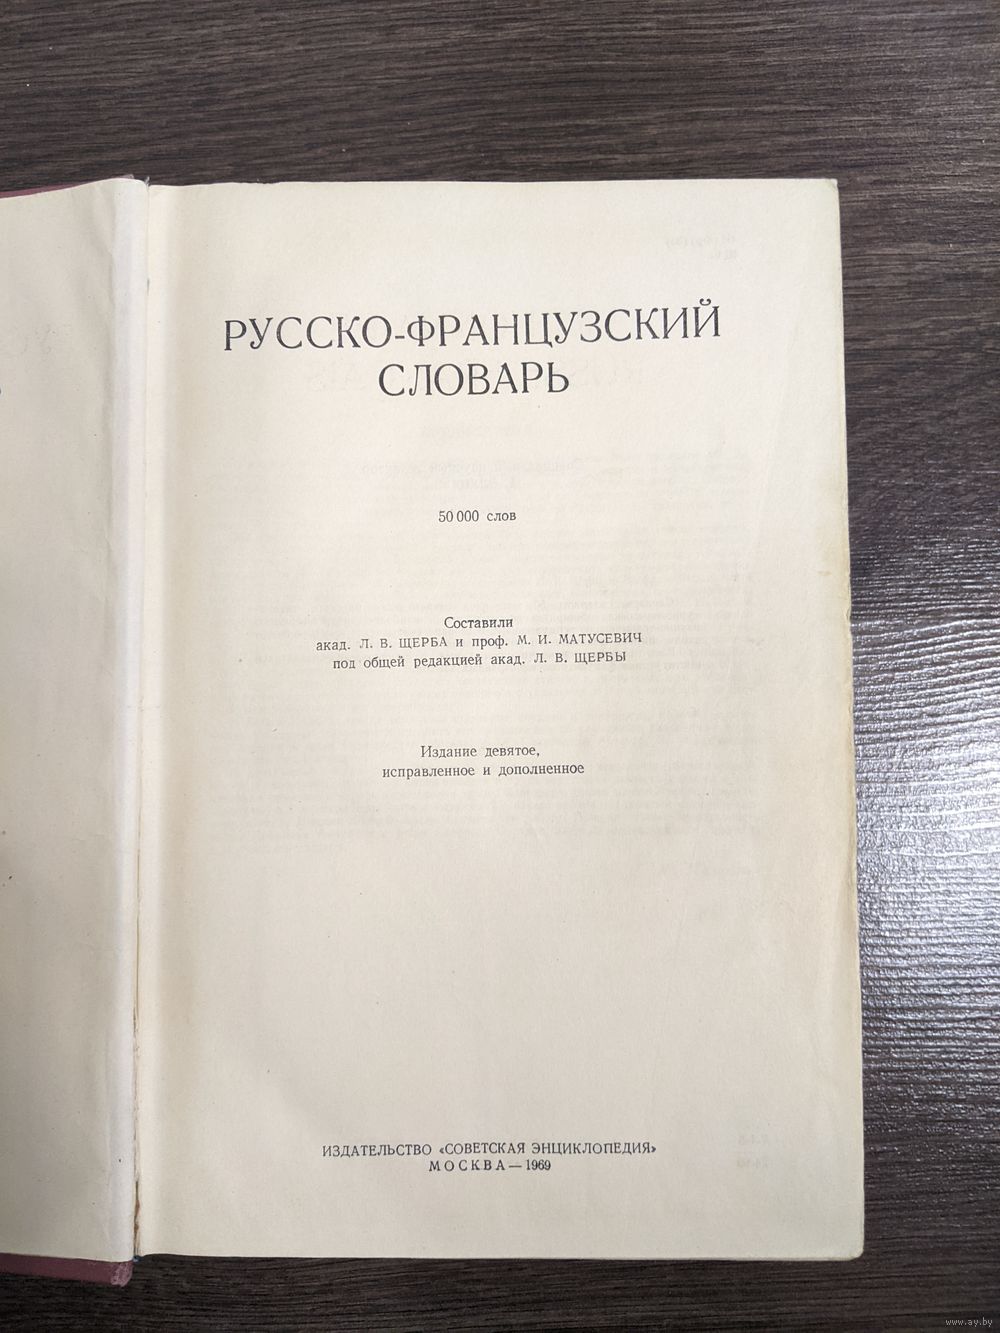 РУССКО-ФРАНЦУЗСКИЙ
СЛОВАРЬ
50 000 слов
Составили
акад. Л. В. ЩЕРБА и проф. М. И. МАТУСЕВИЧ
под общей редакцией акад. Л. В. ЩЕРБЫ
Издание девятое,
исправленное и дополненное
ИЗДАТЕЛЬСТВО «СОВЕТСКАЯ ЭНЦИКЛОПЕДИЯ»
МОСКВА — 1969
www.ay.by